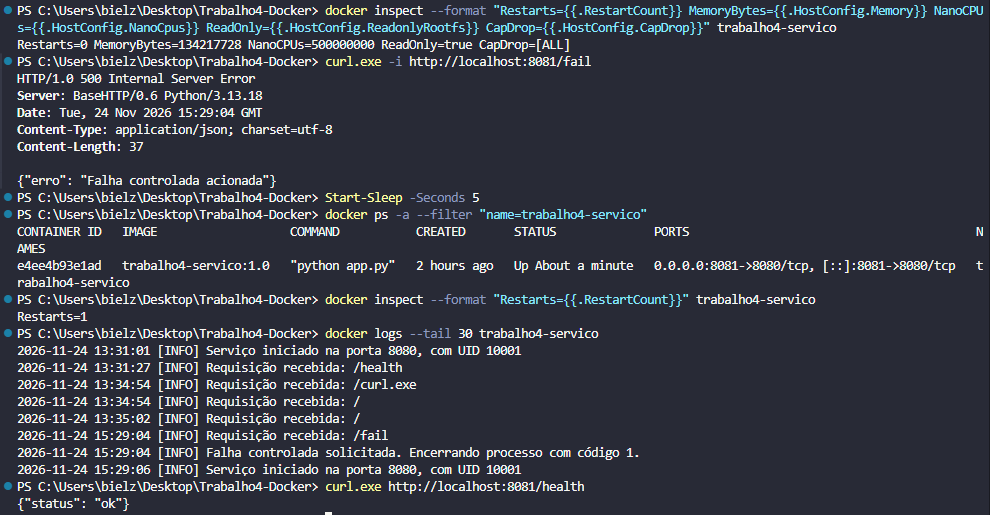 PS C:\Users\bielz\Desktop\Trabalho4-Docker> docker inspect --format "Restarts={{.RestartCount}} MemoryBytes={{.HostConfig.Memory}} NanoCPU
s={{.HostConfig.NanoCpus}} ReadOnly={{.HostConfig.ReadonlyRootfs}} CapDrop={{.HostConfig.CapDrop}}" trabalho4-servico
Restarts=0 MemoryBytes=134217728 NanoCPUs=500000000 ReadOnly=true CapDrop=[ALL]
PS C:\Users\bielz\Desktop\Trabalho4-Docker> curl.exe -i http://localhost:8081/fail
HTTP/1.0 500 Internal Server Error
Server: BaseHTTP/0.6 Python/3.13.18
Date: Tue, 24 Nov 2026 15:29:04 GMT
Content-Type: application/json; charset=utf-8
Content-Length: 37
{"erro": "Falha controlada acionada"}
PS C:\Users\bielz\Desktop\Trabalho4-Docker> Start-Sleep -Seconds 5
PS C:\Users\bielz\Desktop\Trabalho4-Docker> docker ps -a --filter "name=trabalho4-servico"
CONTAINER ID   IMAGE                   COMMAND           CREATED       STATUS              PORTS                                         N
AMES
e4ee4b93e1ad   trabalho4-servico:1.0   "python app.py"   2 hours ago   Up About a minute   0.0.0.0:8081->8080/tcp, [::]:8081->8080/tcp   t
rabalho4-servico
PS C:\Users\bielz\Desktop\Trabalho4-Docker> docker inspect --format "Restarts={{.RestartCount}}" trabalho4-servico
Restarts=1
PS C:\Users\bielz\Desktop\Trabalho4-Docker> docker logs --tail 30 trabalho4-servico
2026-11-24 13:31:01 [INFO] Serviço iniciado na porta 8080, com UID 10001
2026-11-24 13:31:27 [INFO] Requisição recebida: /health
2026-11-24 13:34:54 [INFO] Requisição recebida: /curl.exe
2026-11-24 13:34:54 [INFO] Requisição recebida: /
2026-11-24 13:35:02 [INFO] Requisição recebida: /
2026-11-24 15:29:04 [INFO] Requisição recebida: /fail
2026-11-24 15:29:04 [INFO] Falha controlada solicitada. Encerrando processo com código 1.
2026-11-24 15:29:06 [INFO] Serviço iniciado na porta 8080, com UID 10001
PS C:\Users\bielz\Desktop\Trabalho4-Docker> curl.exe http://localhost:8081/health
{"status": "ok"}